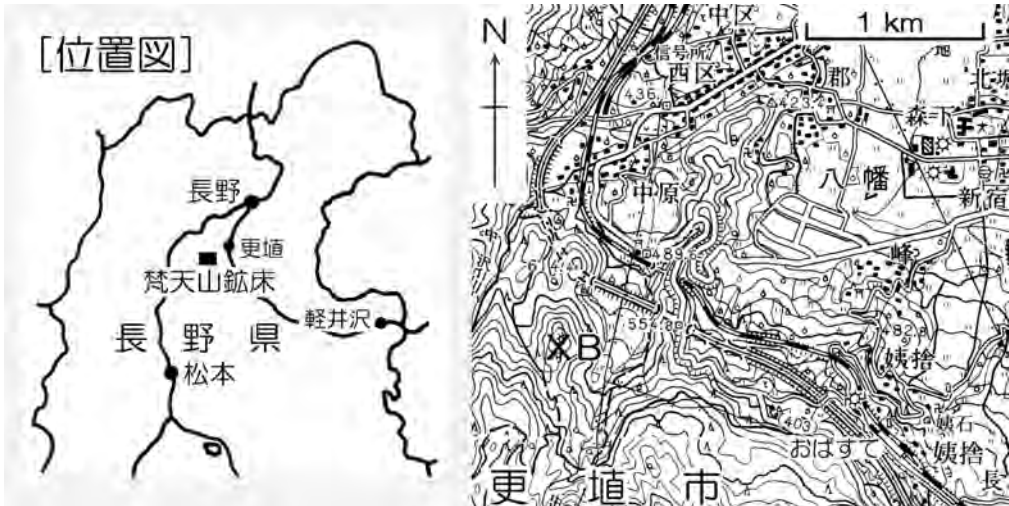 [位置図]
長野
更埴
梵天山鉱床
軽井沢
長野県
松本
N
1 km
中区
信号所
西区
436
郡
423.4
地
北堀
森下
八幡
中原
新宿
489.6
峰
554.8
B
482.8
姨捨
403
おばすて
姨石
姨捨
長
更埴市